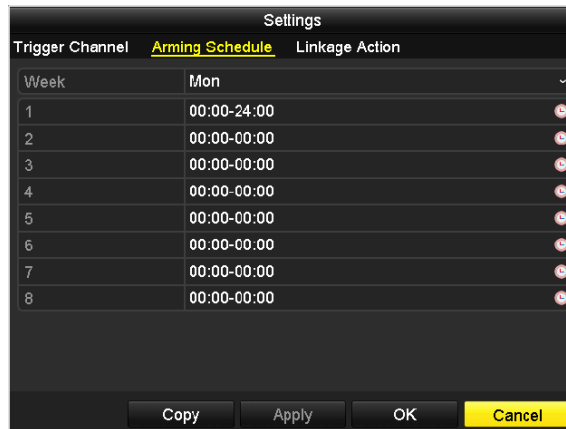 Settings
Trigger Channel Arming Schedule Linkage Action
Week Mon
1 00:00-24:00
2 00:00-00:00
3 00:00-00:00
4 00:00-00:00
5 00:00-00:00
6 00:00-00:00
7 00:00-00:00
8 00:00-00:00
Copy Apply OK Cancel